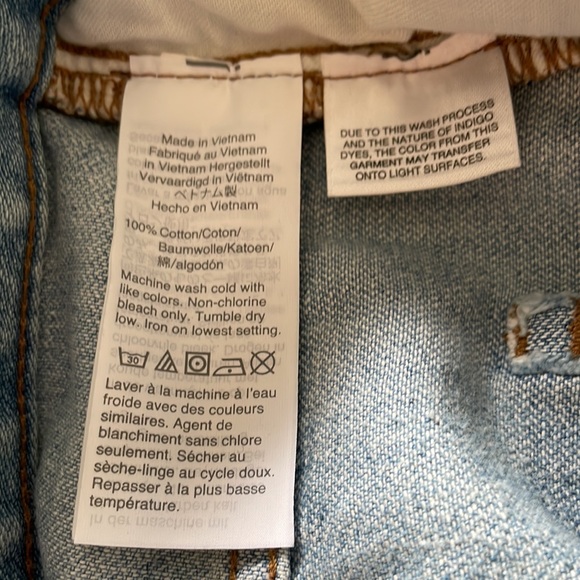 Made in Vietnam
Fabriqué au Vietnam
in Vietnam Hergestellt
Vervaardigd in Viëtnam
ベトナム製
Hecho en Vietnam
100% Cotton/Coton/
Baumwolle/Katoen/
綿/algodón
Machine wash cold with
like colors. Non-chlorine
bleach only. Tumble dry
low. Iron on lowest setting.
30
Laver à la machine à l'eau
froide avec des couleurs
similaires. Agent de
blanchiment sans chlore
seulement. Sécher au
sèche-linge au cycle doux.
Repasser à la plus basse
température.
DUE TO THIS WASH PROCESS
AND THE NATURE OF INDIGO
DYES, THE COLOR FROM THIS
GARMENT MAY TRANSFER
ONTO LIGHT SURFACES.